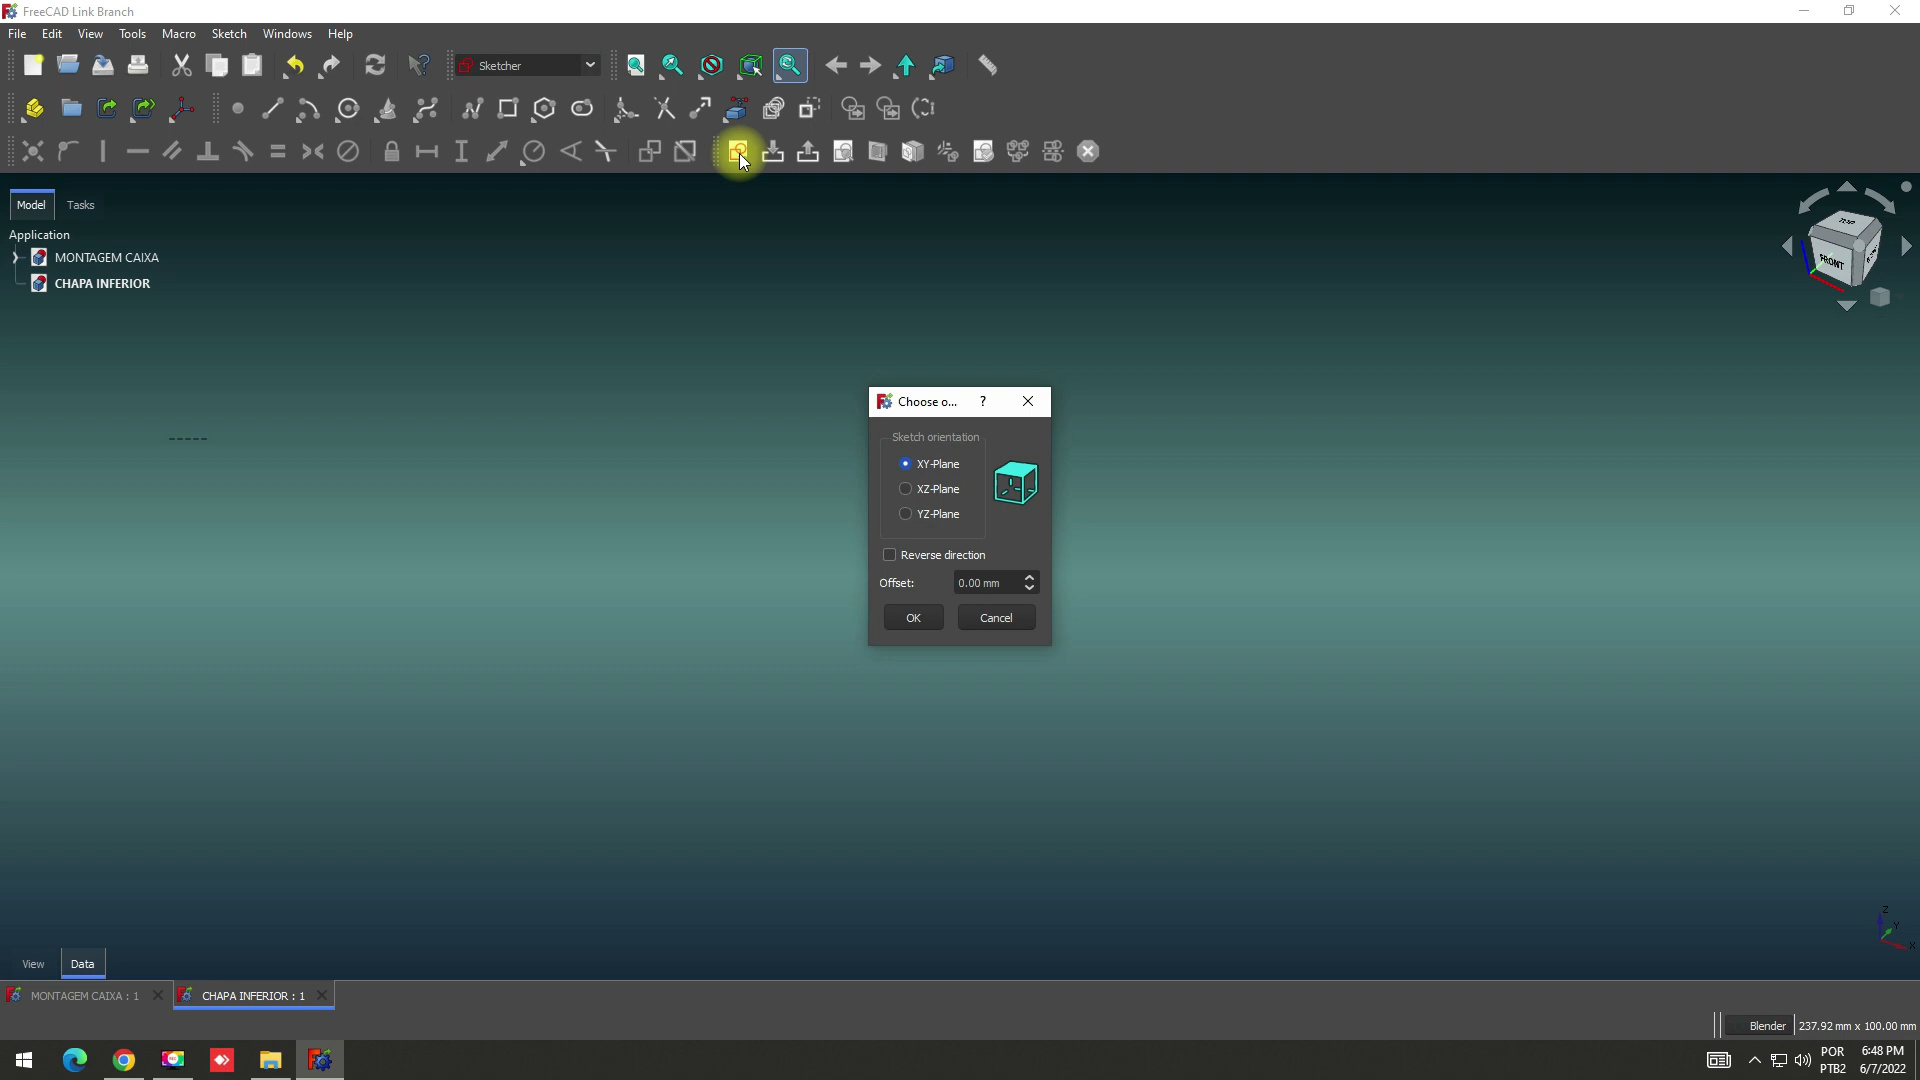 FreeCAD Link Branch
File Edit View Tools Macro Sketch Windows Help
Sketcher
Model Tasks
Application
MONTAGEM CAIXA
CHAPA INFERIOR
TOP
FRONT
Choose o... ?
Sketch orientation
XY-Plane
XZ-Plane
YZ-Plane
Reverse direction
Offset: 0.00 mm
OK Cancel
Z
Y
X
View Data
MONTAGEM CAIXA : 1 CHAPA INFERIOR : 1
Blender 237.92 mm x 100.00 mm
POR 6:48 PM
PTB2 6/7/2022